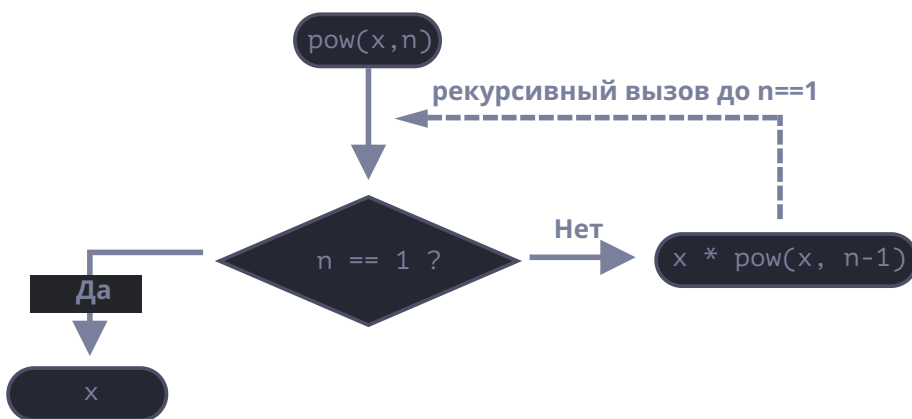 pow(x,n)
рекурсивный вызов до n==1
Нет
n == 1 ?
x * pow(x, n-1)
Да
x